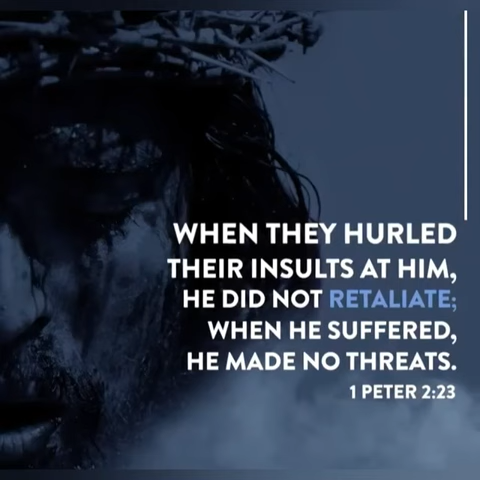 WHEN THEY HURLED
THEIR INSULTS AT HIM,
HE DID NOT RETALIATE;
WHEN HE SUFFERED,
HE MADE NO THREATS.
1 PETER 2:23